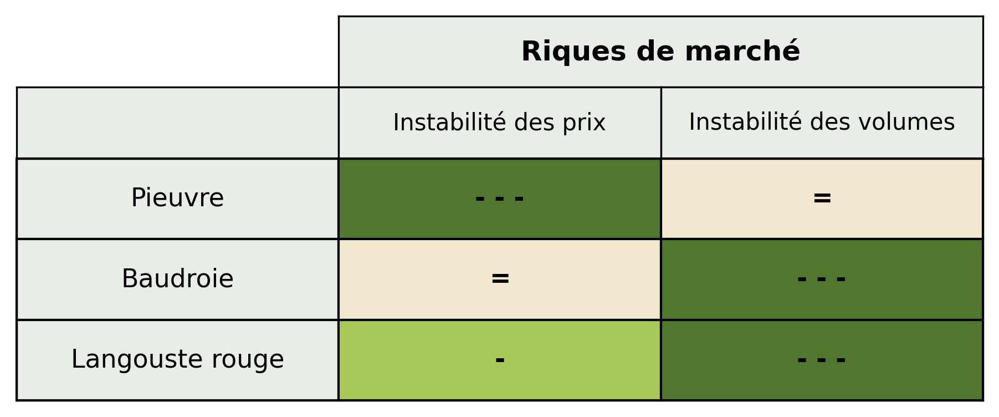 Riques de marché
Instabilité des prix Instabilité des volumes
Pieuvre - - - =
Baudroie = - - -
Langouste rouge - - - -